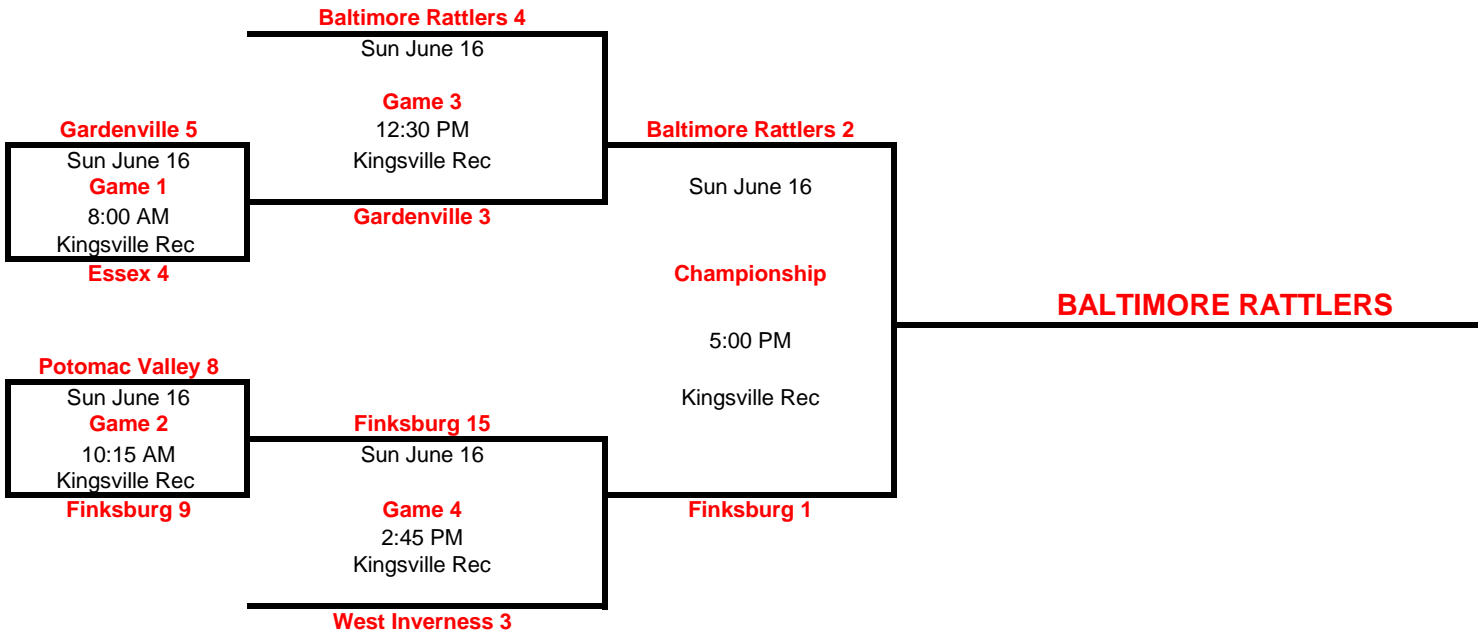 Baltimore Rattlers 4
Sun June 16
Game 3
12:30 PM
Kingsville Rec
Gardenville 3
Gardenville 5
Sun June 16
Game 1
8:00 AM
Kingsville Rec
Essex 4
Baltimore Rattlers 2
Sun June 16
Championship
5:00 PM
Kingsville Rec
Finksburg 1
BALTIMORE RATTLERS
Potomac Valley 8
Sun June 16
Game 2
10:15 AM
Kingsville Rec
Finksburg 9
Finksburg 15
Sun June 16
Game 4
2:45 PM
Kingsville Rec
West Inverness 3